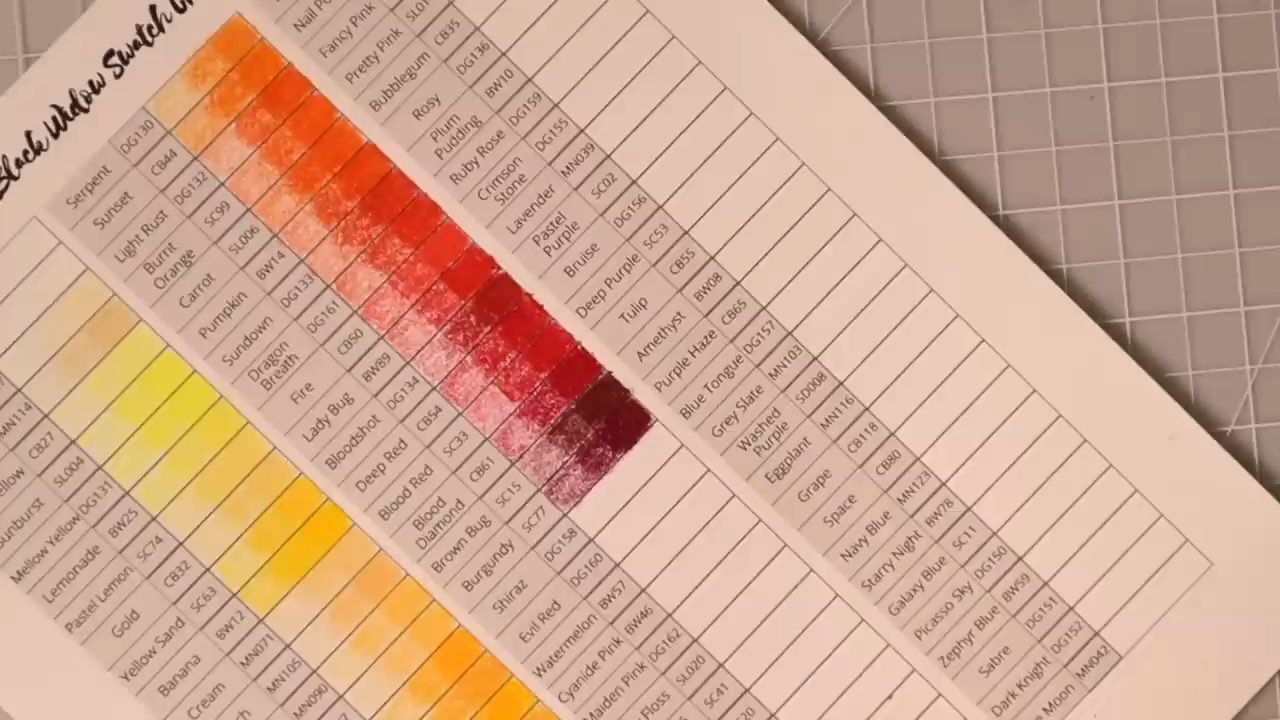 Black Widow Swatch
MN114
CB27
SL004
Mellow Yellow DG131
Lemonade BW25
Pastel Lemon SC74
Gold CB32
Yellow Sand SC63
Banana BW12
Cream MN071
MN105
MN090
Serpent DG130
Sunset CB44
Light Rust DG132
Burnt Orange SC99
Carrot SL006
Pumpkin BW14
Sundown DG133
Dragon Breath DG161
Fire CB50
Lady Bug BW89
Bloodshot DG134
Deep Red CB54
Blood Red SC33
Blood Diamond CB61
Brown Bug SC15
Burgundy SC77
Shiraz DG158
Evil Red DG160
Watermelon BW57
Cyanide Pink BW46
Maiden Pink DG162
Floss SL020
SC41
Nail
Fancy Pink
Pretty Pink
Bubblegum CB35
Rosy DG136
Plum Pudding BW10
Ruby Rose DG159
Crimson Stone DG155
Lavender MN039
Pastel Purple SC02
Bruise DG156
Deep Purple SC53
Tulip CB55
Amethyst BW08
Purple Haze CB65
Blue Tongue DG157
Grey Slate MN103
Washed Purple SD008
Eggplant MN116
Grape CB118
Space CB80
Navy Blue MN123
Starry Night BW78
Galaxy Blue SC11
Picasso Sky DG150
Zephyr Blue BW59
Sabre DG151
Dark Knight DG152
Moon MN042